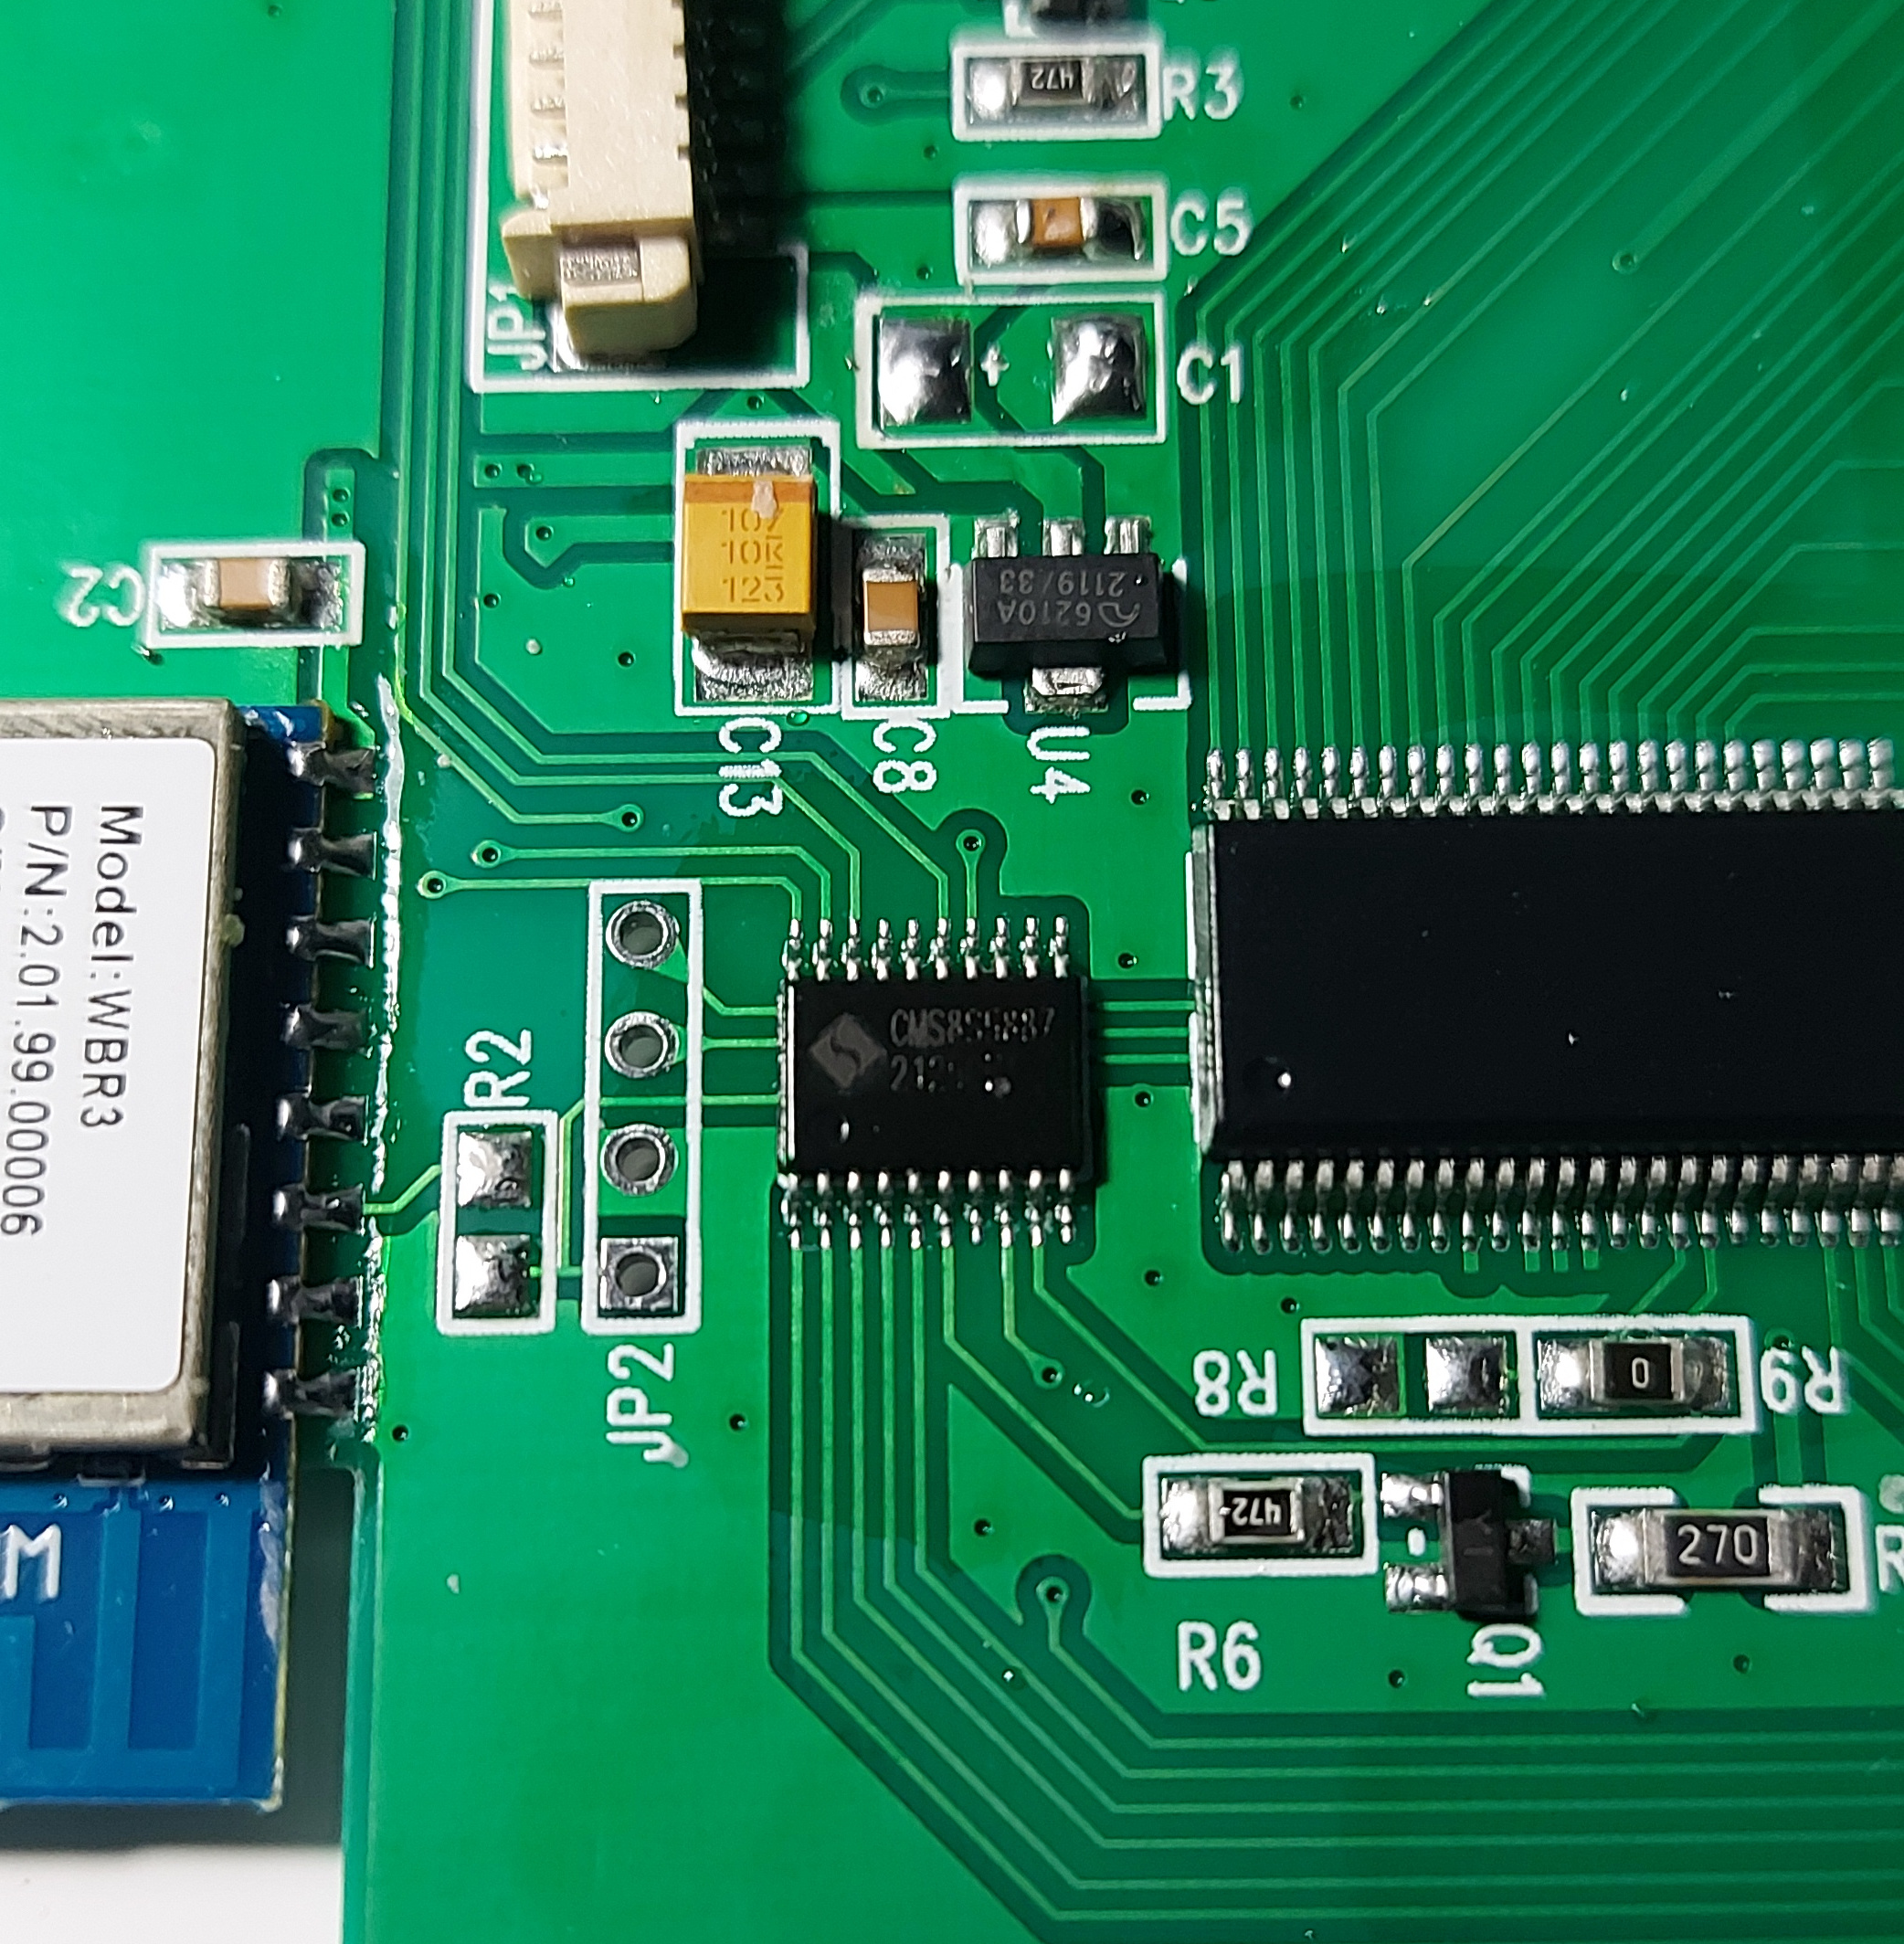 472
R3
C5
JP1
+
C1
107
10K
123
C2
6210A
2119/33
C13
C8
U4
Model:WBR3
P/N:2.01.99.00006
R2
JP2
R8
0
R9
472
R6
Q1
270
M